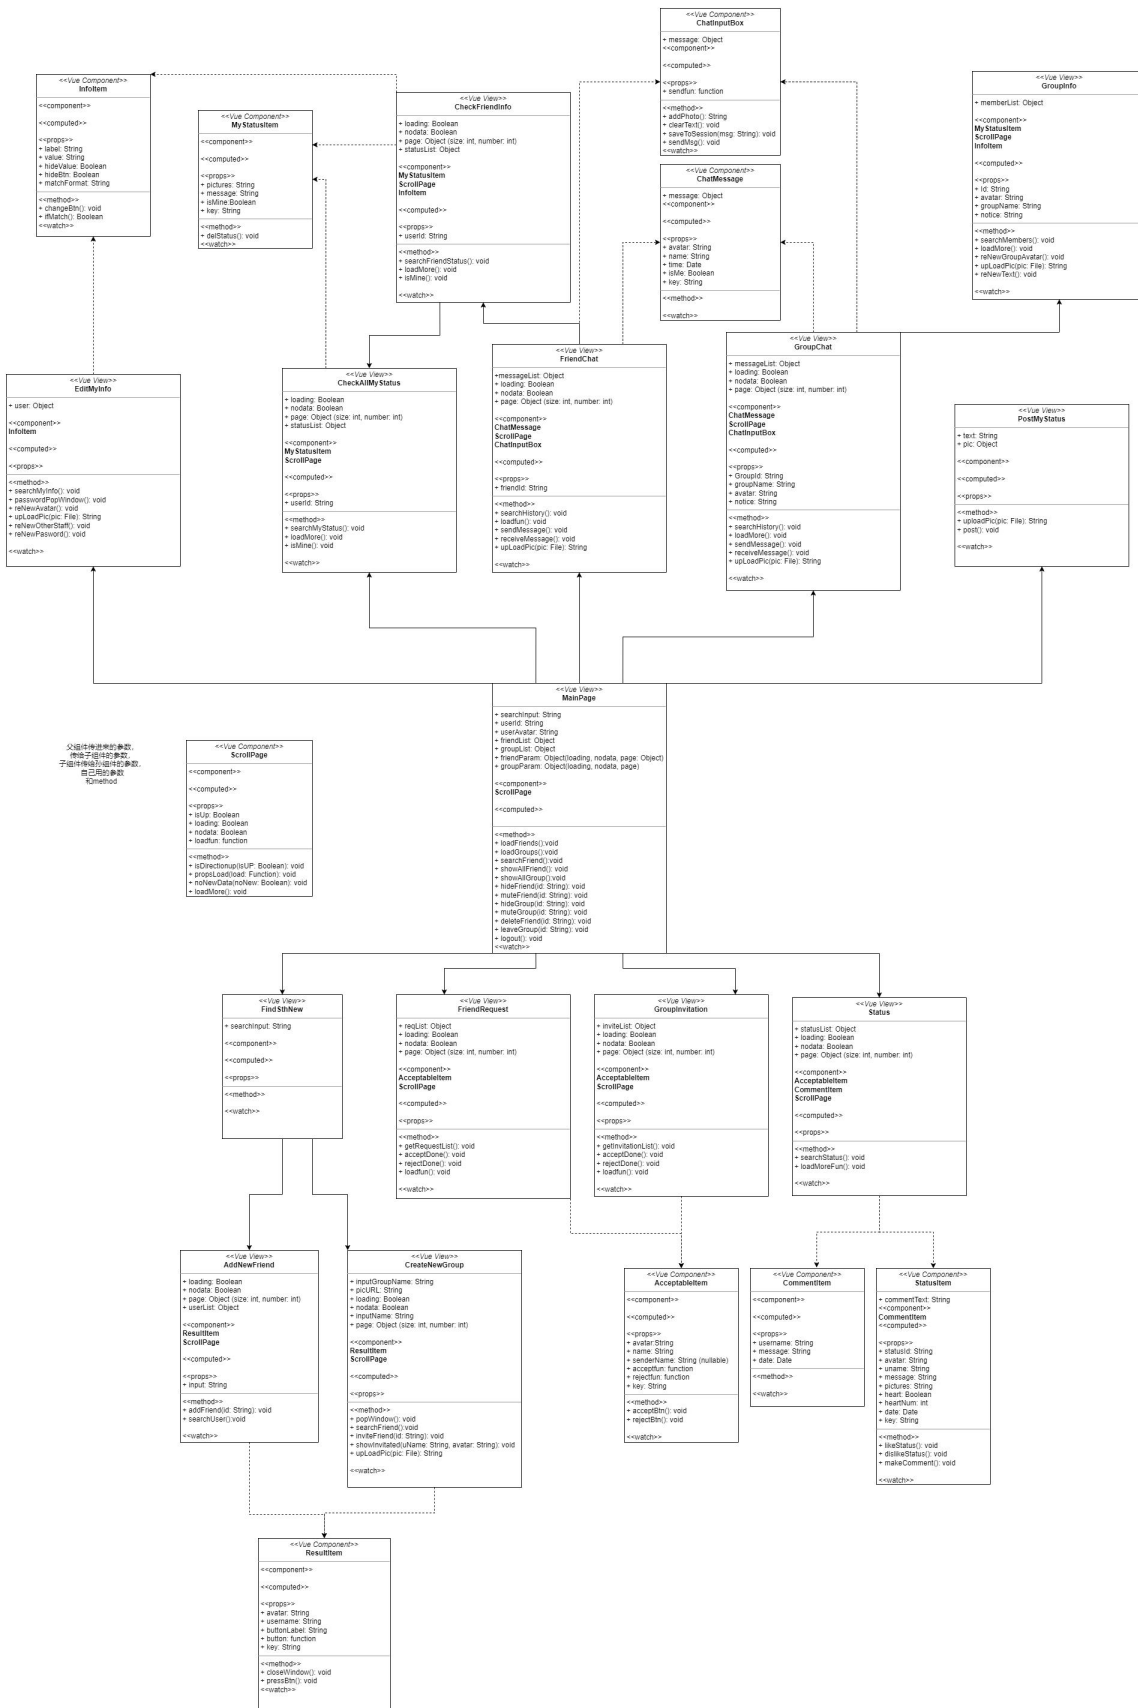 <<Vue Component>>
ChatInputBox
+ message: Object
<<component>>
<<computed>>
<<props>>
+ sendfun: function
<<method>>
+ addPhoto(): String
+ clearText(): void
+ saveToSession(msg: String): void
+ sendMsg(): void
<<watch>>
<<Vue Component>>
InfoItem
<<component>>
<<computed>>
<<props>>
+ label: String
+ value: String
+ hideValue: Boolean
+ hideBtn: Boolean
+ matchFormat: String
<<method>>
+ changeBtn(): void
+ ifMatch(): Boolean
<<watch>>
<<Vue Component>>
MyStatusItem
<<component>>
<<computed>>
<<props>>
+ pictures: String
+ message: String
+ isMine:Boolean
+ key: String
<<method>>
+ delStatus(): void
<<watch>>
<<Vue View>>
CheckFriendInfo
+ loading: Boolean
+ nodata: Boolean
+ page: Object (size: int, number: int)
+ statusList: Object
<<component>>
MyStatusItem
ScrollPage
InfoItem
<<computed>>
<<props>>
+ userId: String
<<method>>
+ searchFriendStatus(): void
+ loadMore(): void
+ isMine(): void
<<watch>>
<<Vue Component>>
ChatMessage
+ message: Object
<<component>>
<<computed>>
<<props>>
+ avatar: String
+ name: String
+ time: Date
+ isMe: Boolean
+ key: String
<<method>>
<<watch>>
<<Vue View>>
GroupInfo
+ memberList: Object
<<component>>
MyStatusItem
ScrollPage
InfoItem
<<computed>>
<<props>>
+ Id: String
+ avatar: String
+ groupName: String
+ notice: String
<<method>>
+ searchMembers(): void
+ loadMore(): void
+ reNewGroupAvatar(): void
+ upLoadPic(pic: File): String
+ reNewText(): void
<<watch>>
<<Vue View>>
EditMyInfo
+ user: Object
<<component>>
InfoItem
<<computed>>
<<props>>
<<method>>
+ searchMyInfo(): void
+ passwordPopWindow(): void
+ reNewAvatar(): void
+ upLoadPic(pic: File): String
+ reNewOtherStaff(): void
+ reNewPasword(): void
<<watch>>
<<Vue View>>
CheckAllMyStatus
+ loading: Boolean
+ nodata: Boolean
+ page: Object (size: int, number: int)
+ statusList: Object
<<component>>
MyStatusItem
ScrollPage
<<computed>>
<<props>>
+ userId: String
<<method>>
+ searchMyStatus(): void
+ loadMore(): void
+ isMine(): void
<<watch>>
<<Vue View>>
FriendChat
+messageList: Object
+ loading: Boolean
+ nodata: Boolean
+ page: Object (size: int, number: int)
<<component>>
ChatMessage
ScrollPage
ChatInputBox
<<computed>>
<<props>>
+ friendId: String
<<method>>
+ searchHistory(): void
+ loadfun(): void
+ sendMessage(): void
+ receiveMessage(): void
+ upLoadPic(pic: File): String
<<watch>>
<<Vue View>>
GroupChat
+ messageList: Object
+ loading: Boolean
+ nodata: Boolean
+ page: Object (size: int, number: int)
<<component>>
ChatMessage
ScrollPage
ChatInputBox
<<computed>>
<<props>>
+ GroupId: String
+ groupName: String
+ avatar: String
+ notice: String
<<method>>
+ searchHistory(): void
+ loadMore(): void
+ sendMessage(): void
+ receiveMessage(): void
+ upLoadPic(pic: File): String
<<watch>>
<<Vue View>>
PostMyStatus
+ text: String
+ pic: Object
<<component>>
<<computed>>
<<props>>
<<method>>
+ uploadPic(pic: File): String
+ post(): void
<<watch>>
<<Vue View>>
MainPage
+ searchInput: String
+ userId: String
+ userAvatar: String
+ friendList: Object
+ groupList: Object
+ friendParam: Object(loading, nodata, page: Object)
+ groupParam: Object(loading, nodata, page)
<<component>>
ScrollPage
<<computed>>
<<method>>
+ loadFriends():void
+ loadGroups():void
+ searchFriend():void
+ showAllFriend():void
+ showAllGroup():void
+ hideFriend(id: String): void
+ muteFriend(id: String): void
+ hideGroup(id: String): void
+ muteGroup(id: String): void
+ deleteFriend(id: String): void
+ leaveGroup(id: String): void
+ logout(): void
<<watch>>
父组件传进来的参数,
传给子组件的参数,
子组件传给孙组件的参数,
自己用的参数
和method
<<Vue Component>>
ScrollPage
<<component>>
<<computed>>
<<props>>
+ isUp: Boolean
+ loading: Boolean
+ nodata: Boolean
+ loadfun: function
<<method>>
+ isDirectionup(isUP: Boolean): void
+ propsLoad(load: Function): void
+ noNewData(noNew: Boolean): void
+ loadMore(): void
<<Vue View>>
FindSthNew
+ searchInput: String
<<component>>
<<computed>>
<<props>>
<<method>>
<<watch>>
<<Vue View>>
FriendRequest
+ reqList: Object
+ loading: Boolean
+ nodata: Boolean
+ page: Object (size: int, number: int)
<<component>>
AcceptableItem
ScrollPage
<<computed>>
<<props>>
<<method>>
+ getRequestList(): void
+ acceptDone(): void
+ rejectDone(): void
+ loadfun(): void
<<watch>>
<<Vue View>>
GroupInvitation
+ inviteList: Object
+ loading: Boolean
+ nodata: Boolean
+ page: Object (size: int, number: int)
<<component>>
AcceptableItem
ScrollPage
<<computed>>
<<props>>
<<method>>
+ getInvitationList(): void
+ acceptDone(): void
+ rejectDone(): void
+ loadfun(): void
<<watch>>
<<Vue View>>
Status
+ statusList: Object
+ loading: Boolean
+ nodata: Boolean
+ page: Object (size: int, number: int)
<<component>>
AcceptableItem
CommentItem
ScrollPage
<<computed>>
<<props>>
<<method>>
+ searchStatus(): void
+ loadMoreFun(): void
<<watch>>
<<Vue View>>
AddNewFriend
+ loading: Boolean
+ nodata: Boolean
+ page: Object (size: int, number: int)
+ userList: Object
<<component>>
ResultItem
ScrollPage
<<computed>>
<<props>>
+ input: String
<<method>>
+ addFriend(id: String): void
+ searchUser():void
<<watch>>
<<Vue View>>
CreateNewGroup
+ inputGroupName: String
+ picURL: String
+ loading: Boolean
+ nodata: Boolean
+ inputName: String
+ page: Object (size: int, number: int)
<<component>>
ResultItem
ScrollPage
<<computed>>
<<props>>
<<method>>
+ popWindow(): void
+ searchFriend():void
+ inviteFriend(id: String): void
+ showInvitated(uName: String, avatar: String): void
+ upLoadPic(pic: File): String
<<watch>>
<<Vue Component>>
AcceptableItem
<<component>>
<<computed>>
<<props>>
+ avatar:String
+ name: String
+ senderName: String (nullable)
+ acceptfun: function
+ rejectfun: function
+ key: String
<<method>>
+ acceptBtn(): void
+ rejectBtn(): void
<<watch>>
<<Vue Component>>
CommentItem
<<component>>
<<computed>>
<<props>>
+ username: String
+ message: String
+ date: Date
<<method>>
<<watch>>
<<Vue Component>>
StatusItem
+ commentText: String
<<component>>
CommentItem
<<computed>>
<<props>>
+ statusId: String
+ avatar: String
+ uname: String
+ message: String
+ pictures: String
+ heart: Boolean
+ heartNum: int
+ date: Date
+ key: String
<<method>>
+ likeStatus(): void
+ dislikeStatus(): void
+ makeComment(): void
<<watch>>
<<Vue Component>>
ResultItem
<<component>>
<<computed>>
<<props>>
+ avatar: String
+ username: String
+ buttonLabel: String
+ button: function
+ key: String
<<method>>
+ closeWindow(): void
+ pressBtn(): void
<<watch>>